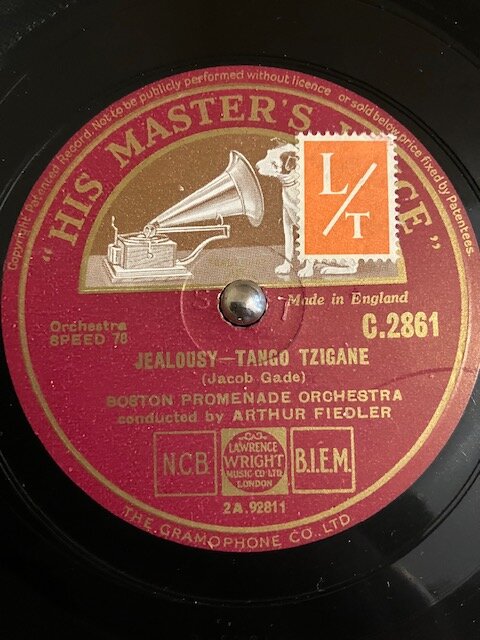 Copyright Patented Record. Not to be publicly performed without licence or sold below price fixed by Patentees.
"HIS MASTER'S VOICE"
L/T
Made in England
Orchestra
SPEED 78
C.2861
JEALOUSY—TANGO TZIGANE
(Jacob Gade)
BOSTON PROMENADE ORCHESTRA
conducted by ARTHUR FIEDLER
N.C.B.
LAWRENCE
WRIGHT
MUSIC CO LTD
LONDON
B.I.E.M.
2A.92811
THE GRAMOPHONE CO., LTD